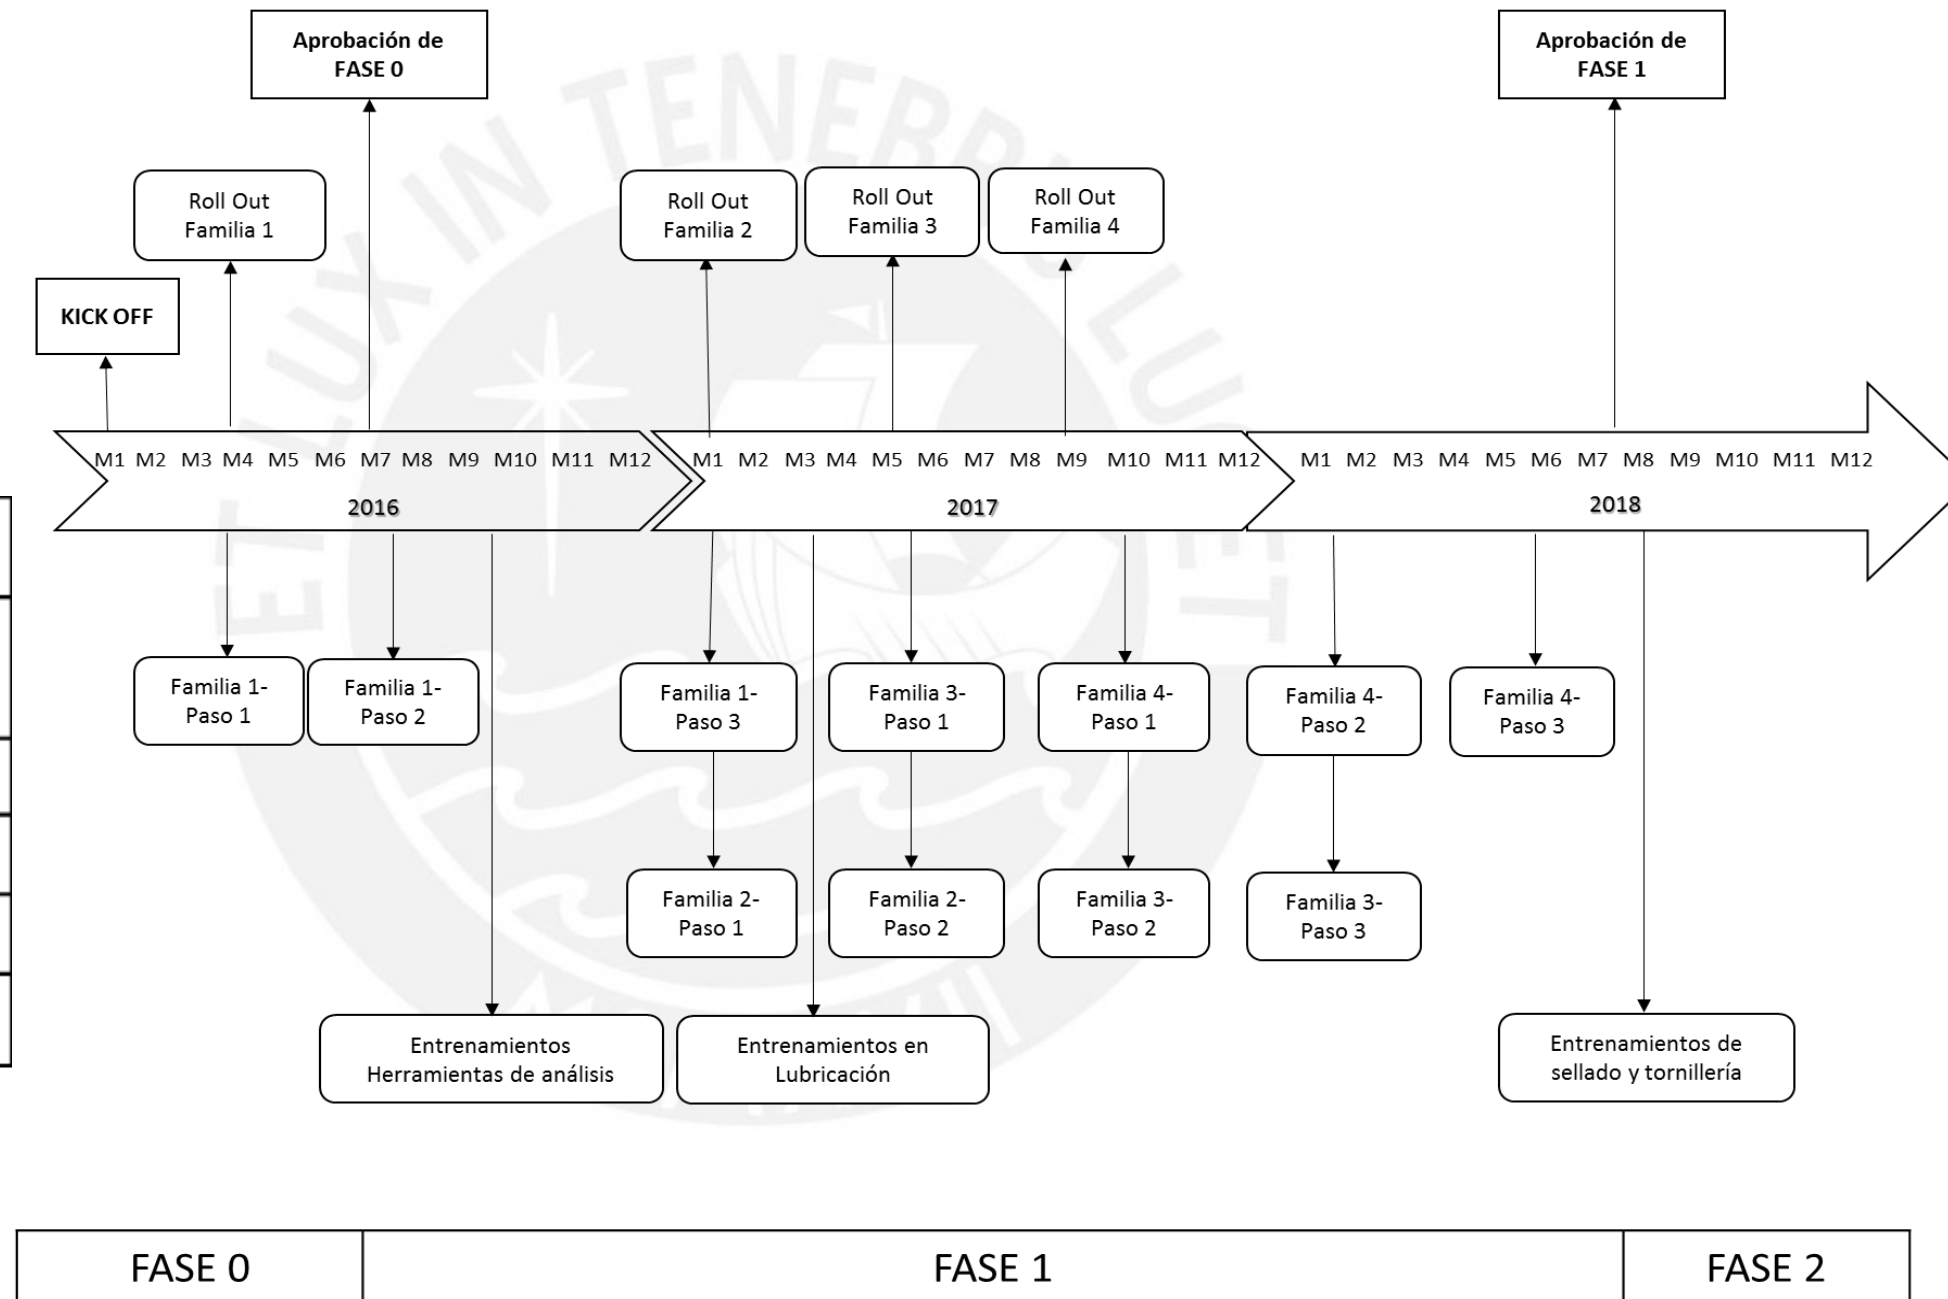 Aprobación de
FASE 0
Aprobación de
FASE 1
Roll Out
Familia 1
Roll Out
Familia 2
Roll Out
Familia 3
Roll Out
Familia 4
KICK OFF
M1 M2 M3 M4 M5 M6 M7 M8 M9 M10 M11 M12
2016
M1 M2 M3 M4 M5 M6 M7 M8 M9 M10 M11 M12
2017
M1 M2 M3 M4 M5 M6 M7 M8 M9 M10 M11 M12
2018
Familia 1-
Paso 1
Familia 1-
Paso 2
Familia 1-
Paso 3
Familia 3-
Paso 1
Familia 4-
Paso 1
Familia 4-
Paso 2
Familia 4-
Paso 3
Familia 2-
Paso 1
Familia 2-
Paso 2
Familia 3-
Paso 2
Familia 3-
Paso 3
Entrenamientos
Herramientas de análisis
Entrenamientos en
Lubricación
Entrenamientos de
sellado y tornillería
FASE 0
FASE 1
FASE 2
ET LUX IN TENEBRIS LUCET